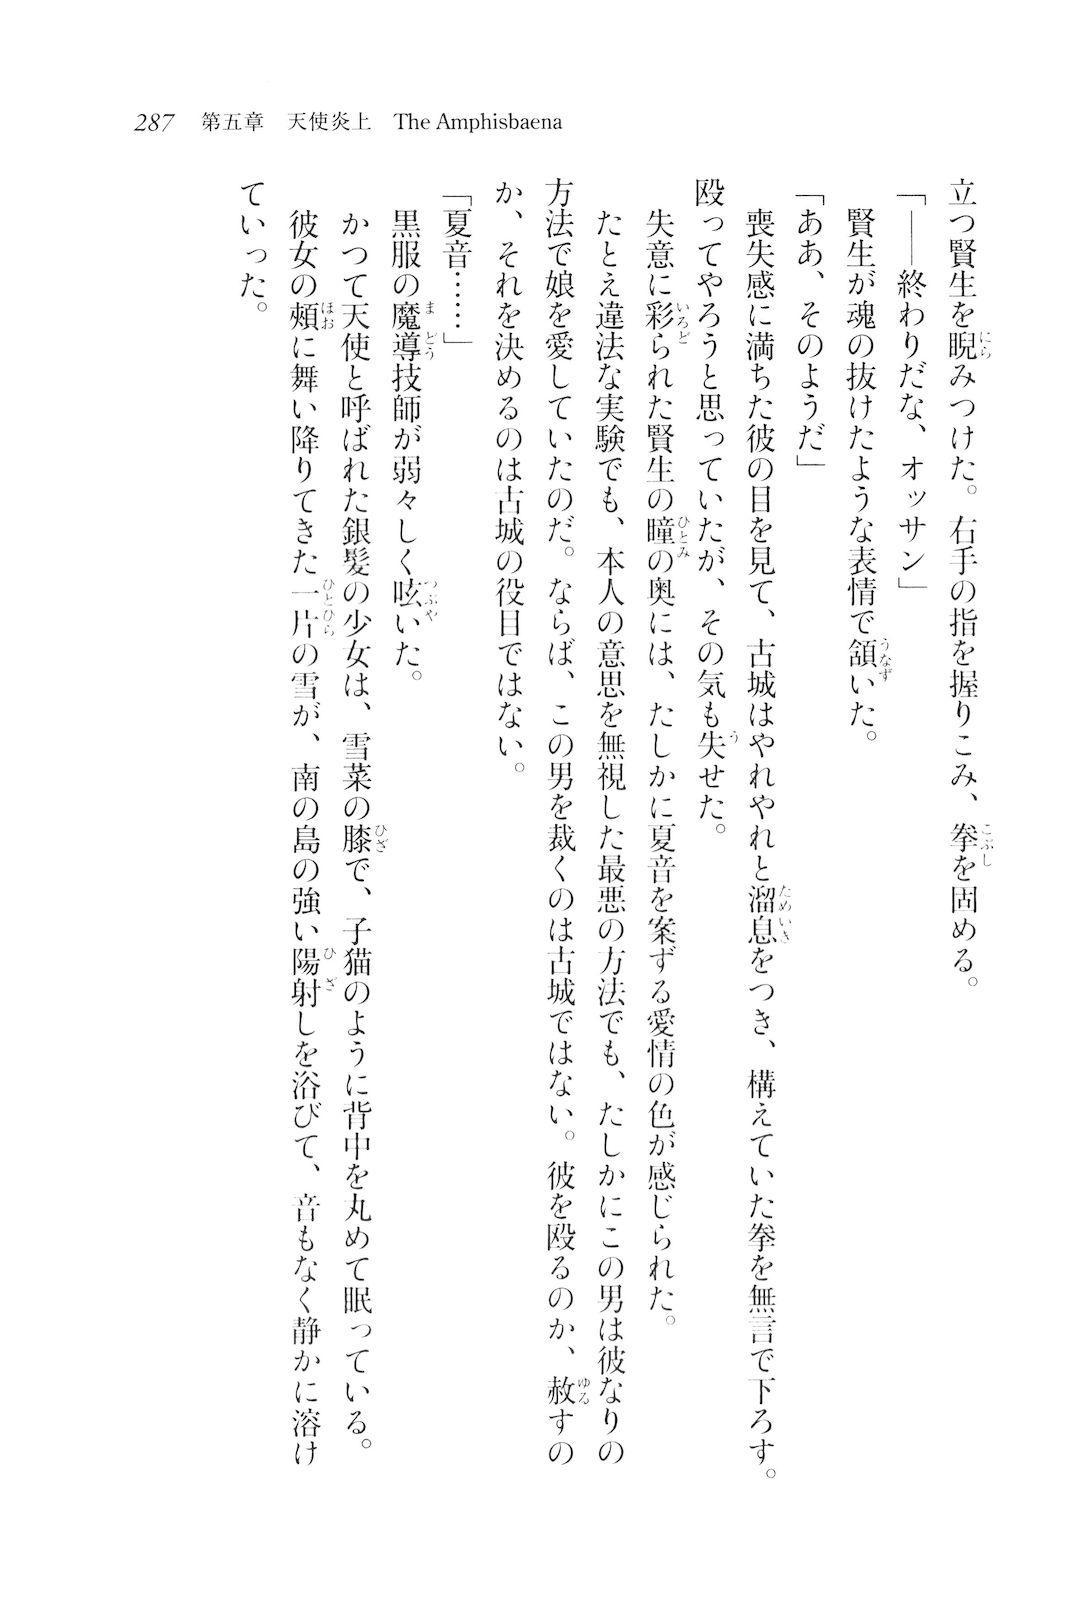 287 第五章 天使炎上 The Amphisbaena
立つ賢生を睨みつけた。右手の指を握りこみ、拳を固める。
「――終わりだな、オッサン」
賢生が魂の抜けたような表情で頷いた。
「ああ、そのようだ」
喪失感に満ちた彼の目を見て、古城はやれやれと溜息をつき、構えていた拳を無言で下ろす。
殴ってやろうと思っていたが、その気も失せた。
失意に彩られた賢生の瞳の奥には、たしかに夏音を案ずる愛情の色が感じられた。
たとえ違法な実験でも、本人の意思を無視した最悪の方法でも、たしかにこの男は彼なりの
方法で娘を愛していたのだ。ならば、この男を裁くのは古城ではない。彼を殴るのか、赦すの
か、それを決めるのは古城の役目ではない。
「夏音……」
黒服の魔導技師が弱々しく呟いた。
かつて天使と呼ばれた銀髪の少女は、雪菜の膝で、子猫のように背中を丸めて眠っている。
彼女の頰に舞い降りてきた一片の雪が、南の島の強い陽射しを浴びて、音もなく静かに溶け
ていった。